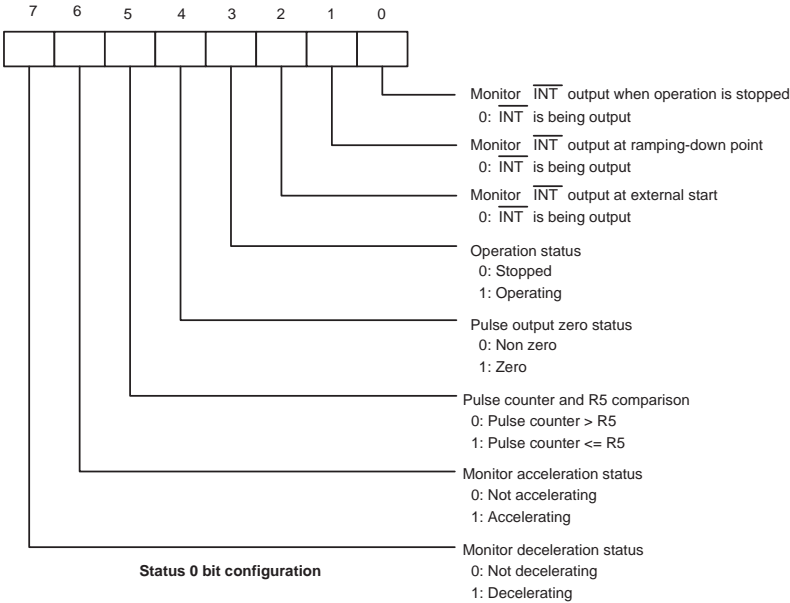 7 6 5 4 3 2 1 0
Monitor INT output when operation is stopped
0: INT is being output
Monitor INT output at ramping-down point
0: INT is being output
Monitor INT output at external start
0: INT is being output
Operation status
0: Stopped
1: Operating
Pulse output zero status
0: Non zero
1: Zero
Pulse counter and R5 comparison
0: Pulse counter > R5
1: Pulse counter <= R5
Monitor acceleration status
0: Not accelerating
1: Accelerating
Monitor deceleration status
0: Not decelerating
1: Decelerating
Status 0 bit configuration